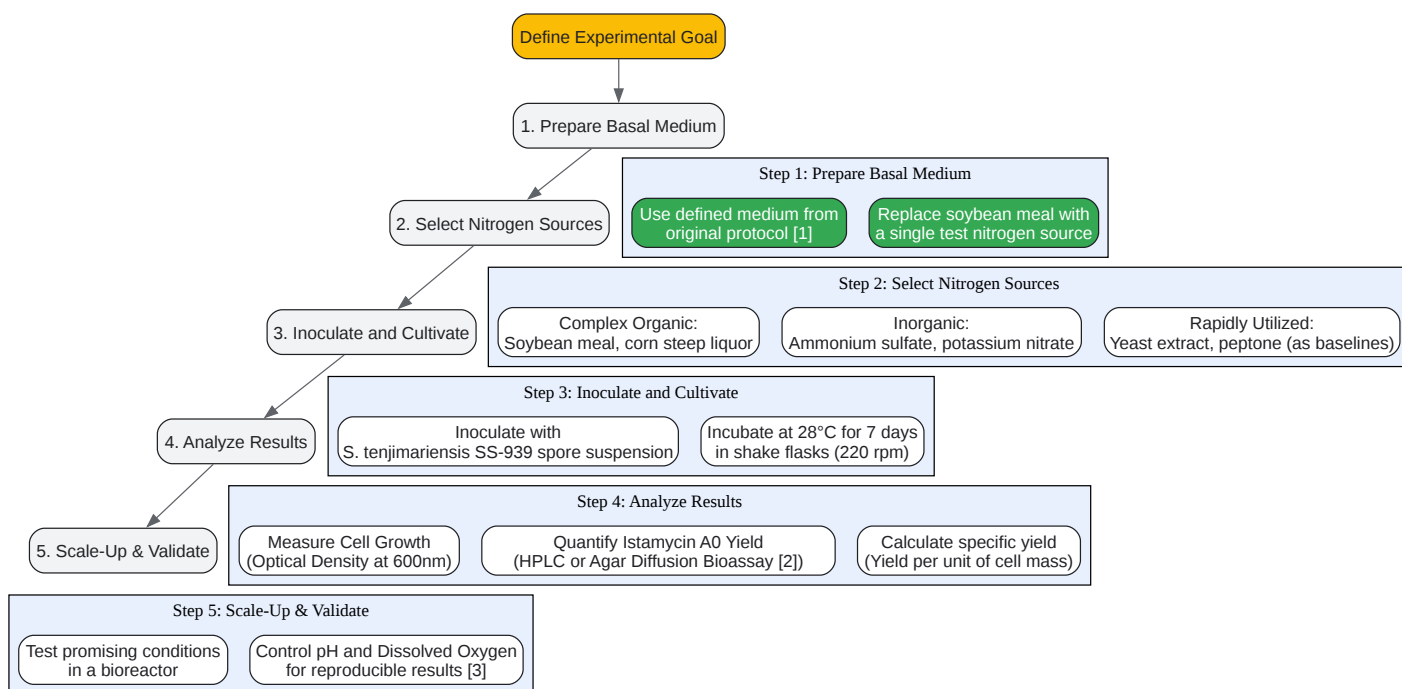 Define Experimental Goal
1. Prepare Basal Medium
Step 1: Prepare Basal Medium
Use defined medium from
original protocol [1]
Replace soybean meal with
a single test nitrogen source
2. Select Nitrogen Sources
Step 2: Select Nitrogen Sources
Complex Organic:
Soybean meal, corn steep liquor
Inorganic:
Ammonium sulfate, potassium nitrate
Rapidly Utilized:
Yeast extract, peptone (as baselines)
3. Inoculate and Cultivate
Step 3: Inoculate and Cultivate
Inoculate with
S. tenjimariensis SS-939 spore suspension
Incubate at 28°C for 7 days
in shake flasks (220 rpm)
4. Analyze Results
Step 4: Analyze Results
Measure Cell Growth
(Optical Density at 600nm)
Quantify Istamycin A0 Yield
(HPLC or Agar Diffusion Bioassay [2])
Calculate specific yield
(Yield per unit of cell mass)
5. Scale-Up & Validate
Step 5: Scale-Up & Validate
Test promising conditions
in a bioreactor
Control pH and Dissolved Oxygen
for reproducible results [3]